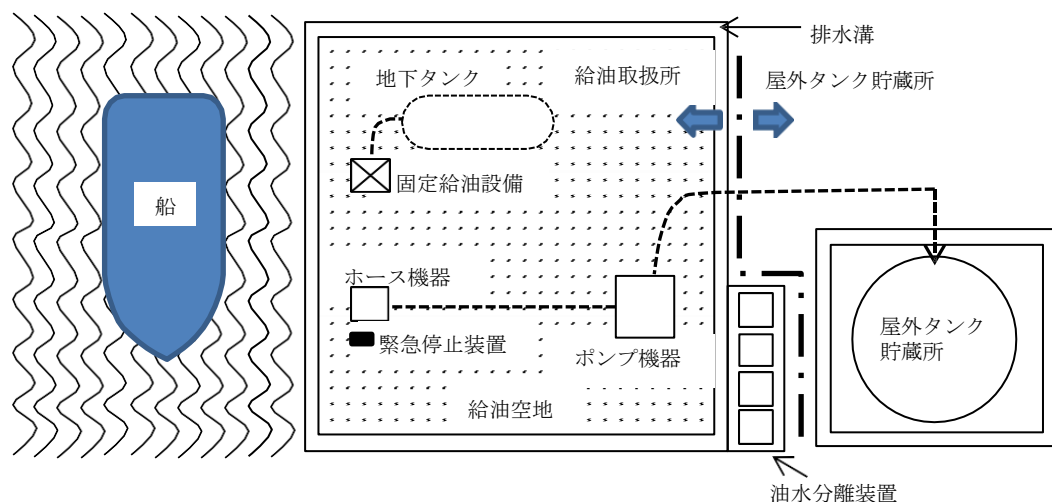 排水溝
地下タンク
給油取扱所
屋外タンク貯蔵所
固定給油設備
船
ホース機器
緊急停止装置
ポンプ機器
屋外タンク
貯蔵所
給油空地
油水分離装置